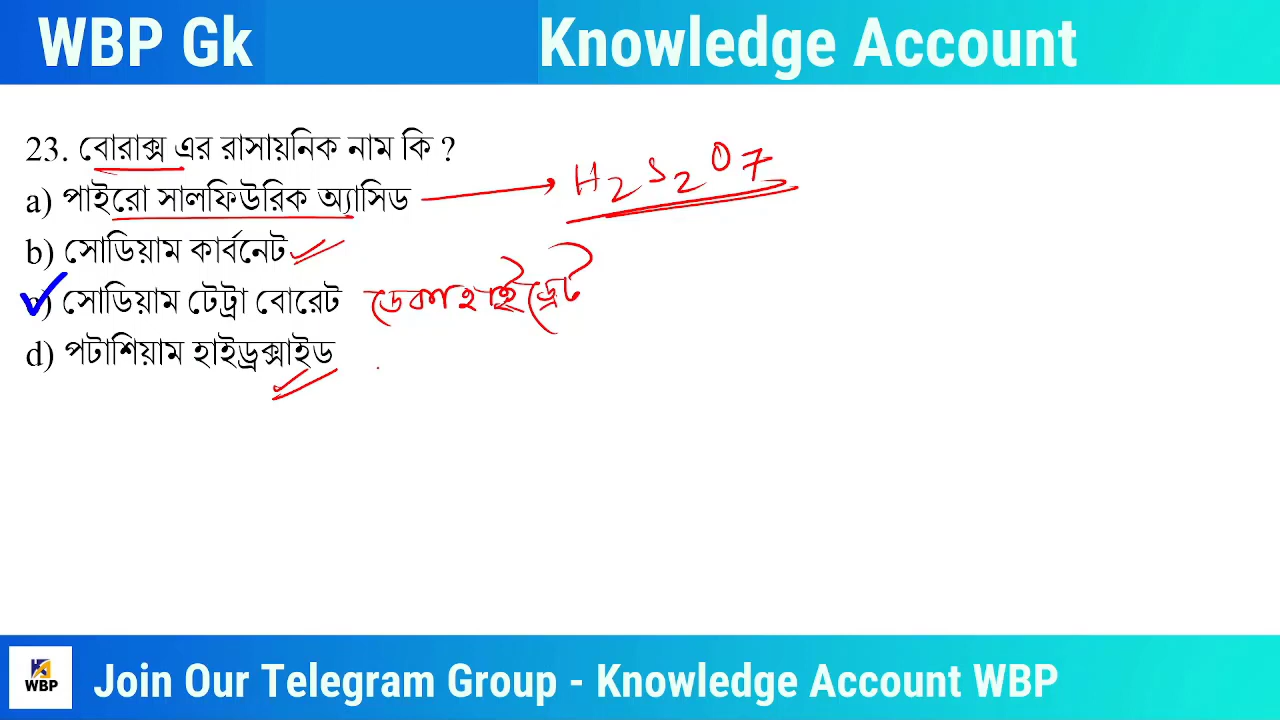 WBP Gk Knowledge Account
23. বোরাক্স এর রাসায়নিক নাম কি ?
a) পাইরো সালফিউরিক অ্যাসিড → H2S2O7
b) সোডিয়াম কার্বনেট
c) সোডিয়াম টেট্রা বোরেট ডেকাহাইড্রেট
d) পটাশিয়াম হাইড্রক্সাইড
WBP
Join Our Telegram Group - Knowledge Account WBP